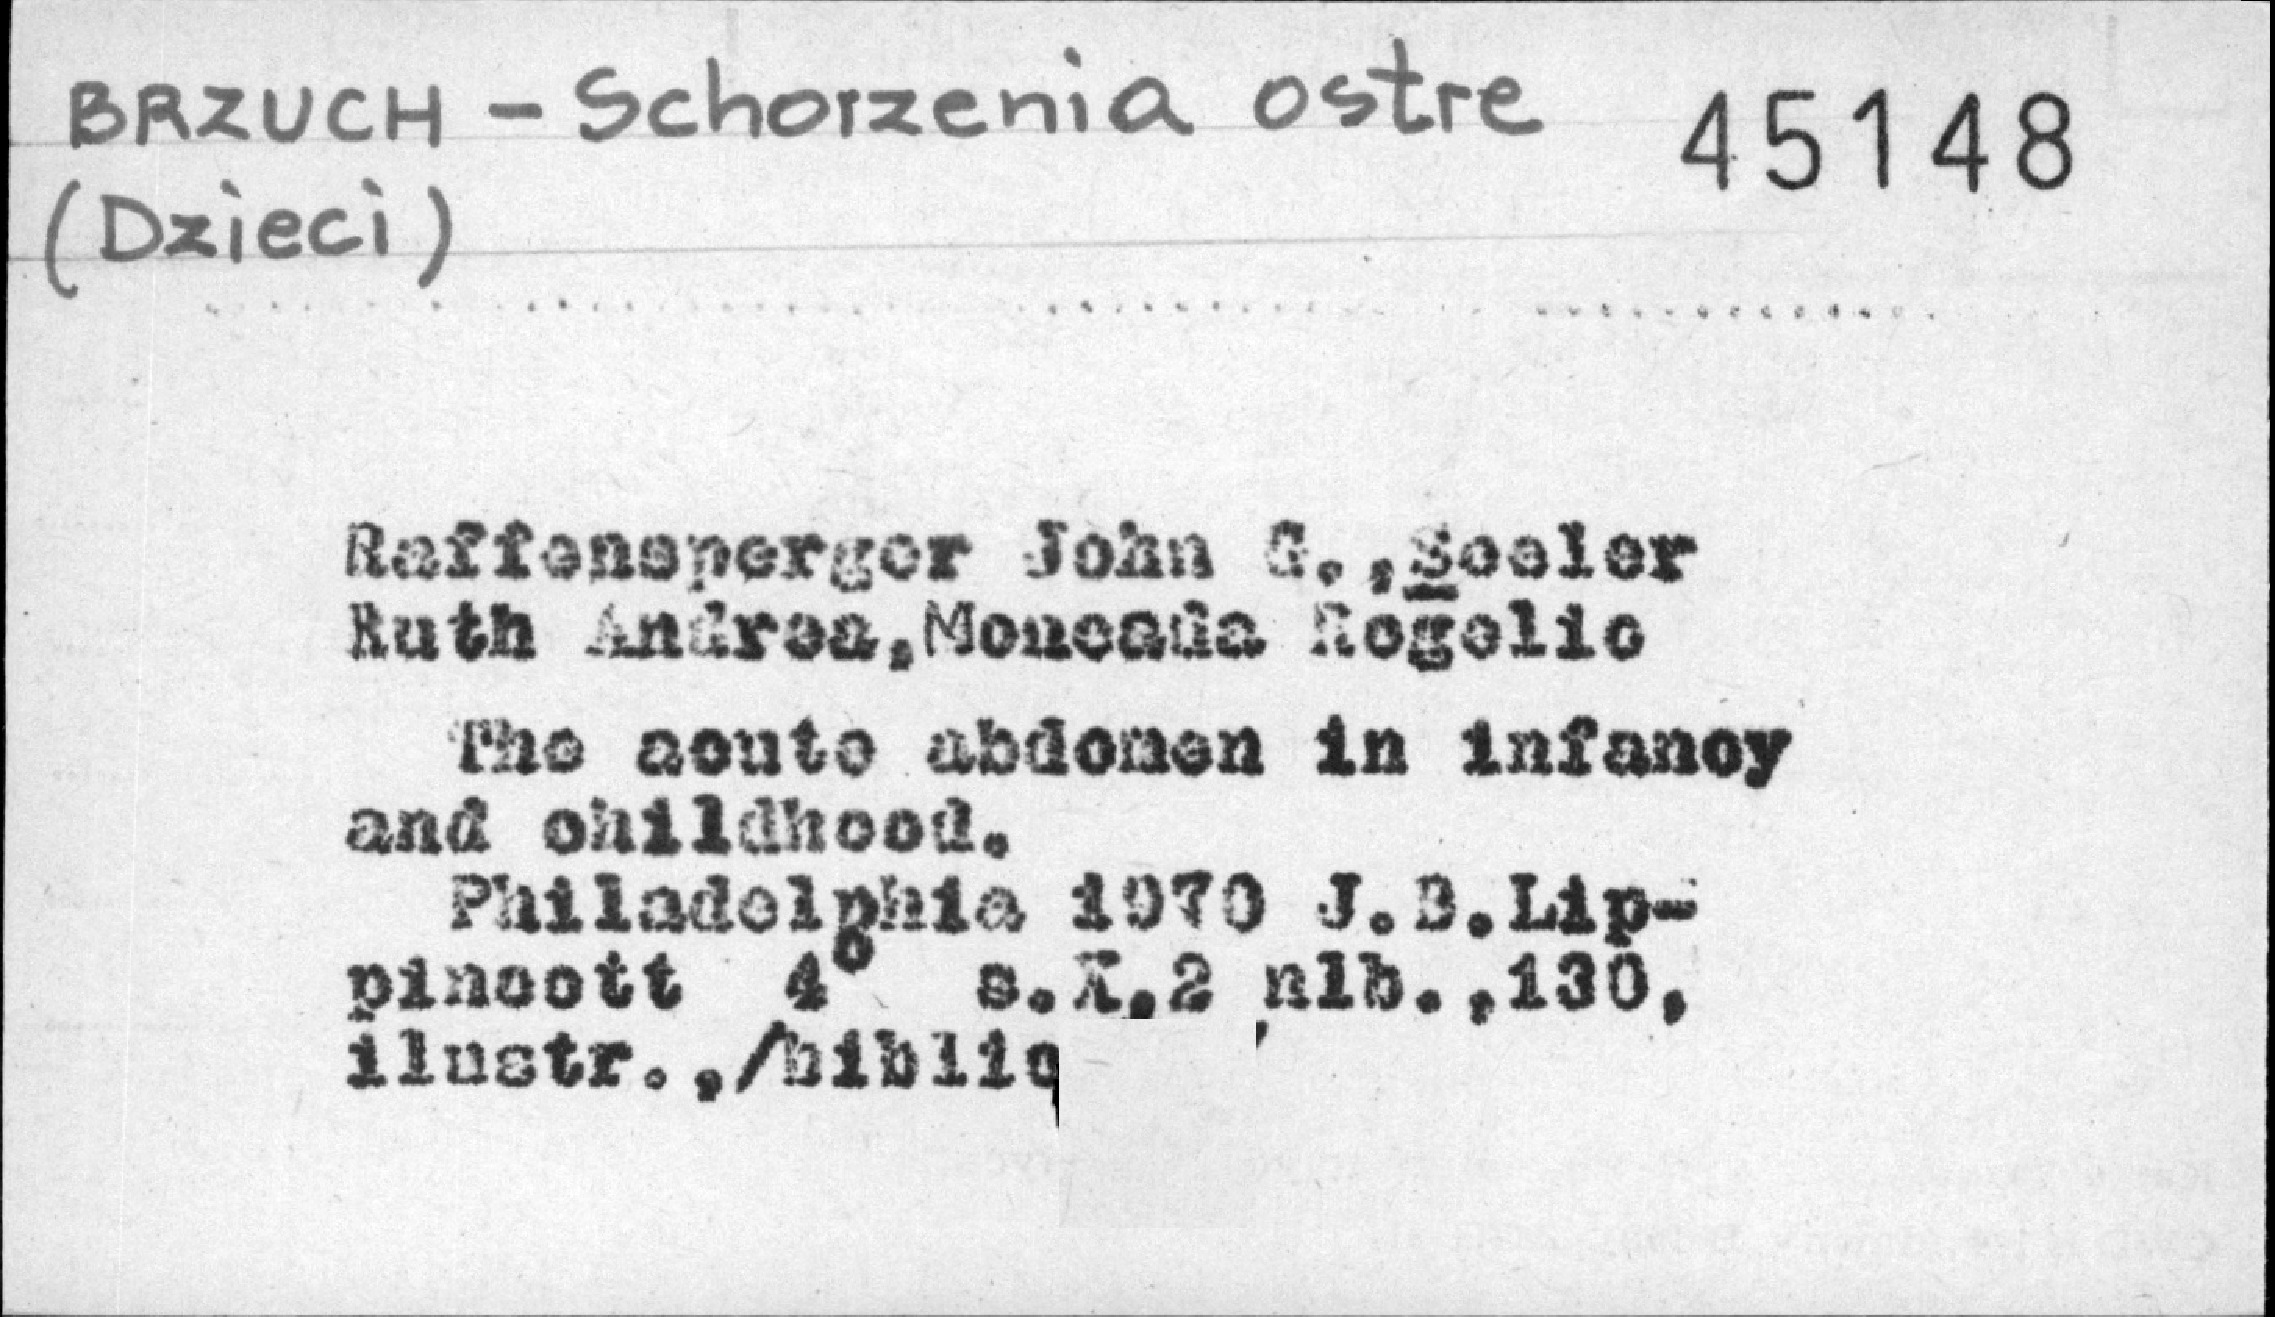 BRZUCH - Schorzenia ostre 45148
(Dzieci)
Raffensperger John G.,Seeler
Ruth Andrea,Moncada Rogelio
The acute abdomen in infancy
and childhood.
Philadelphia 1970 J.B.Lip-
pincott 4° s.X,2 nlb.,130,
ilustr.,/biblio